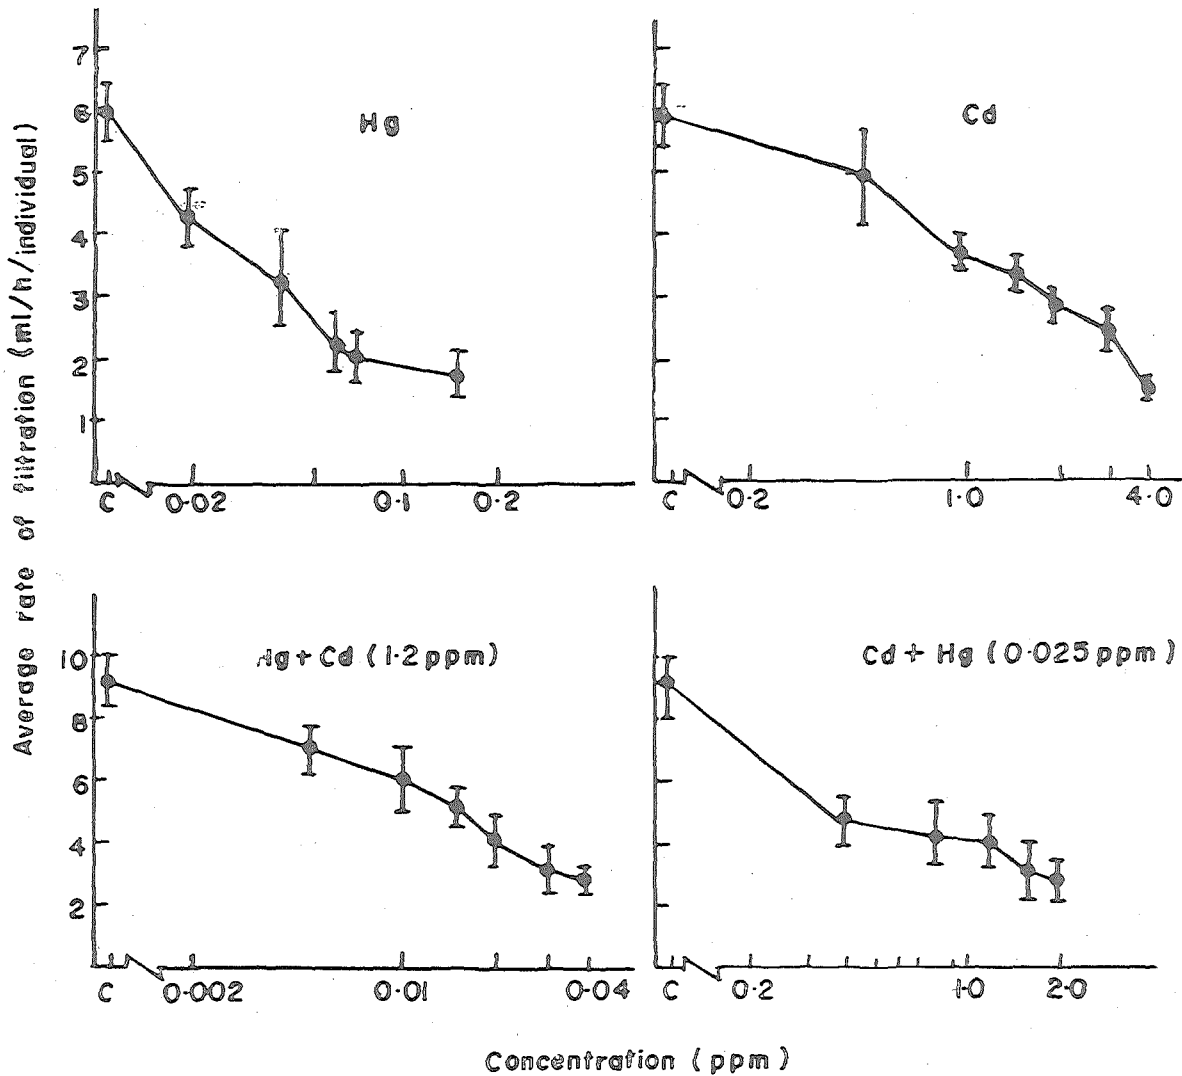 Average rate of filtration (ml/h/individual)
Hg
7
6
5
4
3
2
1
C 0·02 0·1 0·2
Cd
C 0·2 1·0 4·0
Hg + Cd (1·2 ppm)
10
8
6
4
2
C 0·002 0·01 0·04
Cd + Hg (0·025 ppm)
C 0·2 1·0 2·0
Concentration (ppm)